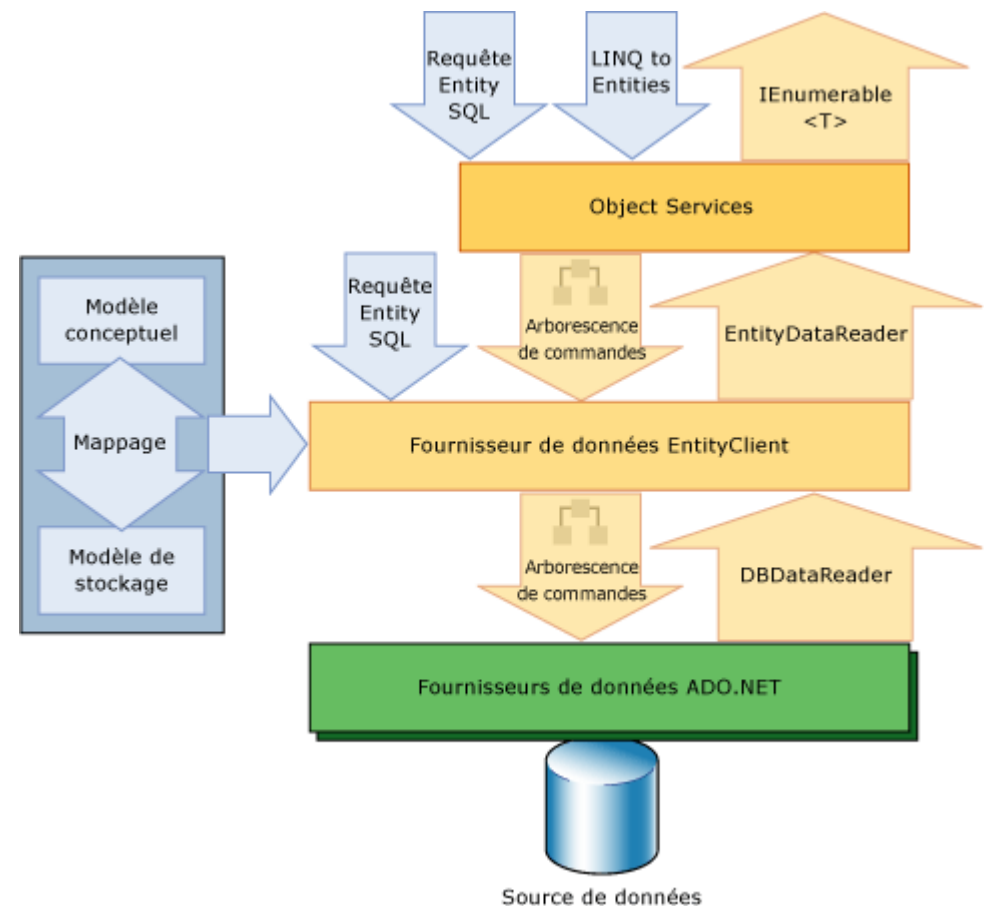 Requête
Entity
SQL
LINQ to
Entities
IEnumerable
<T>
Object Services
Modèle
conceptuel
Mappage
Modèle de
stockage
Requête
Entity
SQL
Arborescence
de commandes
EntityDataReader
Fournisseur de données EntityClient
Arborescence
de commandes
DBDataReader
Fournisseurs de données ADO.NET
Source de données